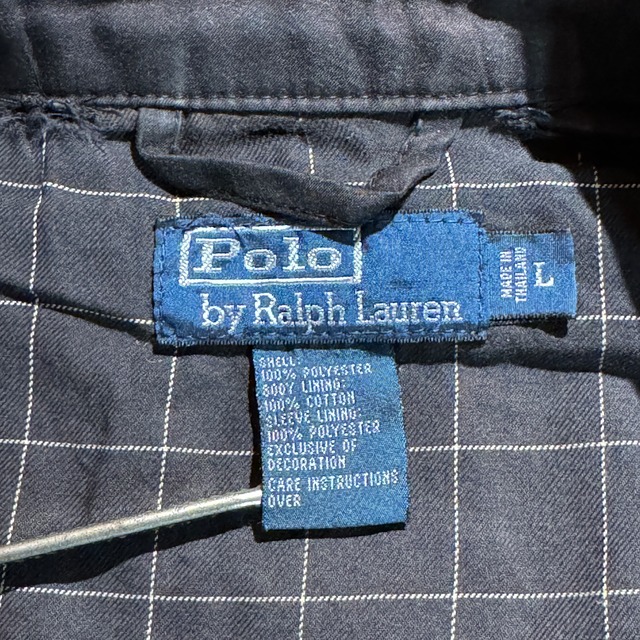 Polo
by Ralph Lauren
MADE IN
THAILAND
L
SHELL:
100% POLYESTER
BODY LINING:
100% COTTON
SLEEVE LINING:
100% POLYESTER
EXCLUSIVE OF
DECORATION
CARE INSTRUCTIONS
OVER